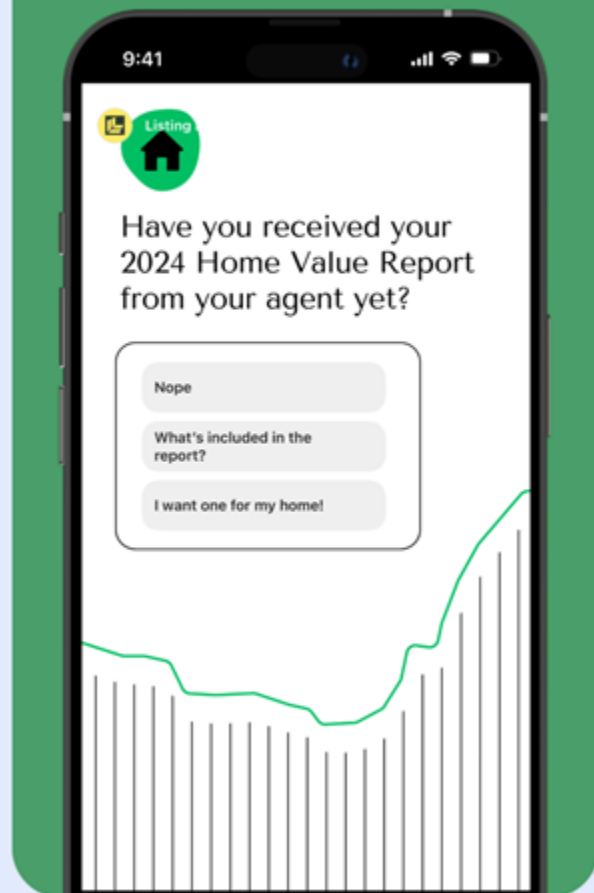 9:41
Listing
Have you received your
2024 Home Value Report
from your agent yet?
Nope
What's included in the
report?
I want one for my home!